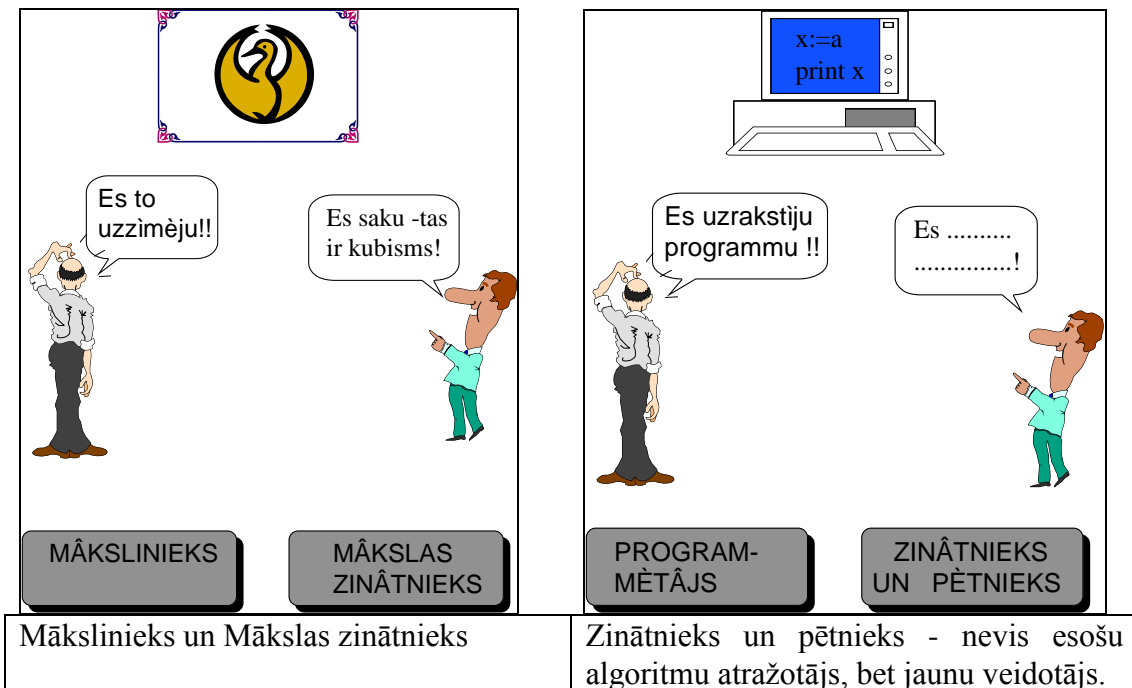 x:=a
print x
Es to
uzzìmèju!!
Es saku -tas
ir kubisms!
Es uzrakstìju
programmu !!
Es ..........
...............!
MÂKSLINIEKS
MÂKSLAS
ZINÂTNIEKS
PROGRAM-
MÈTÂJS
ZINÂTNIEKS
UN PÈTNIEKS
Mākslinieks un Mākslas zinātnieks
Zinātnieks un pētnieks - nevis esošu
algoritmu atražotājs, bet jaunu veidotājs.